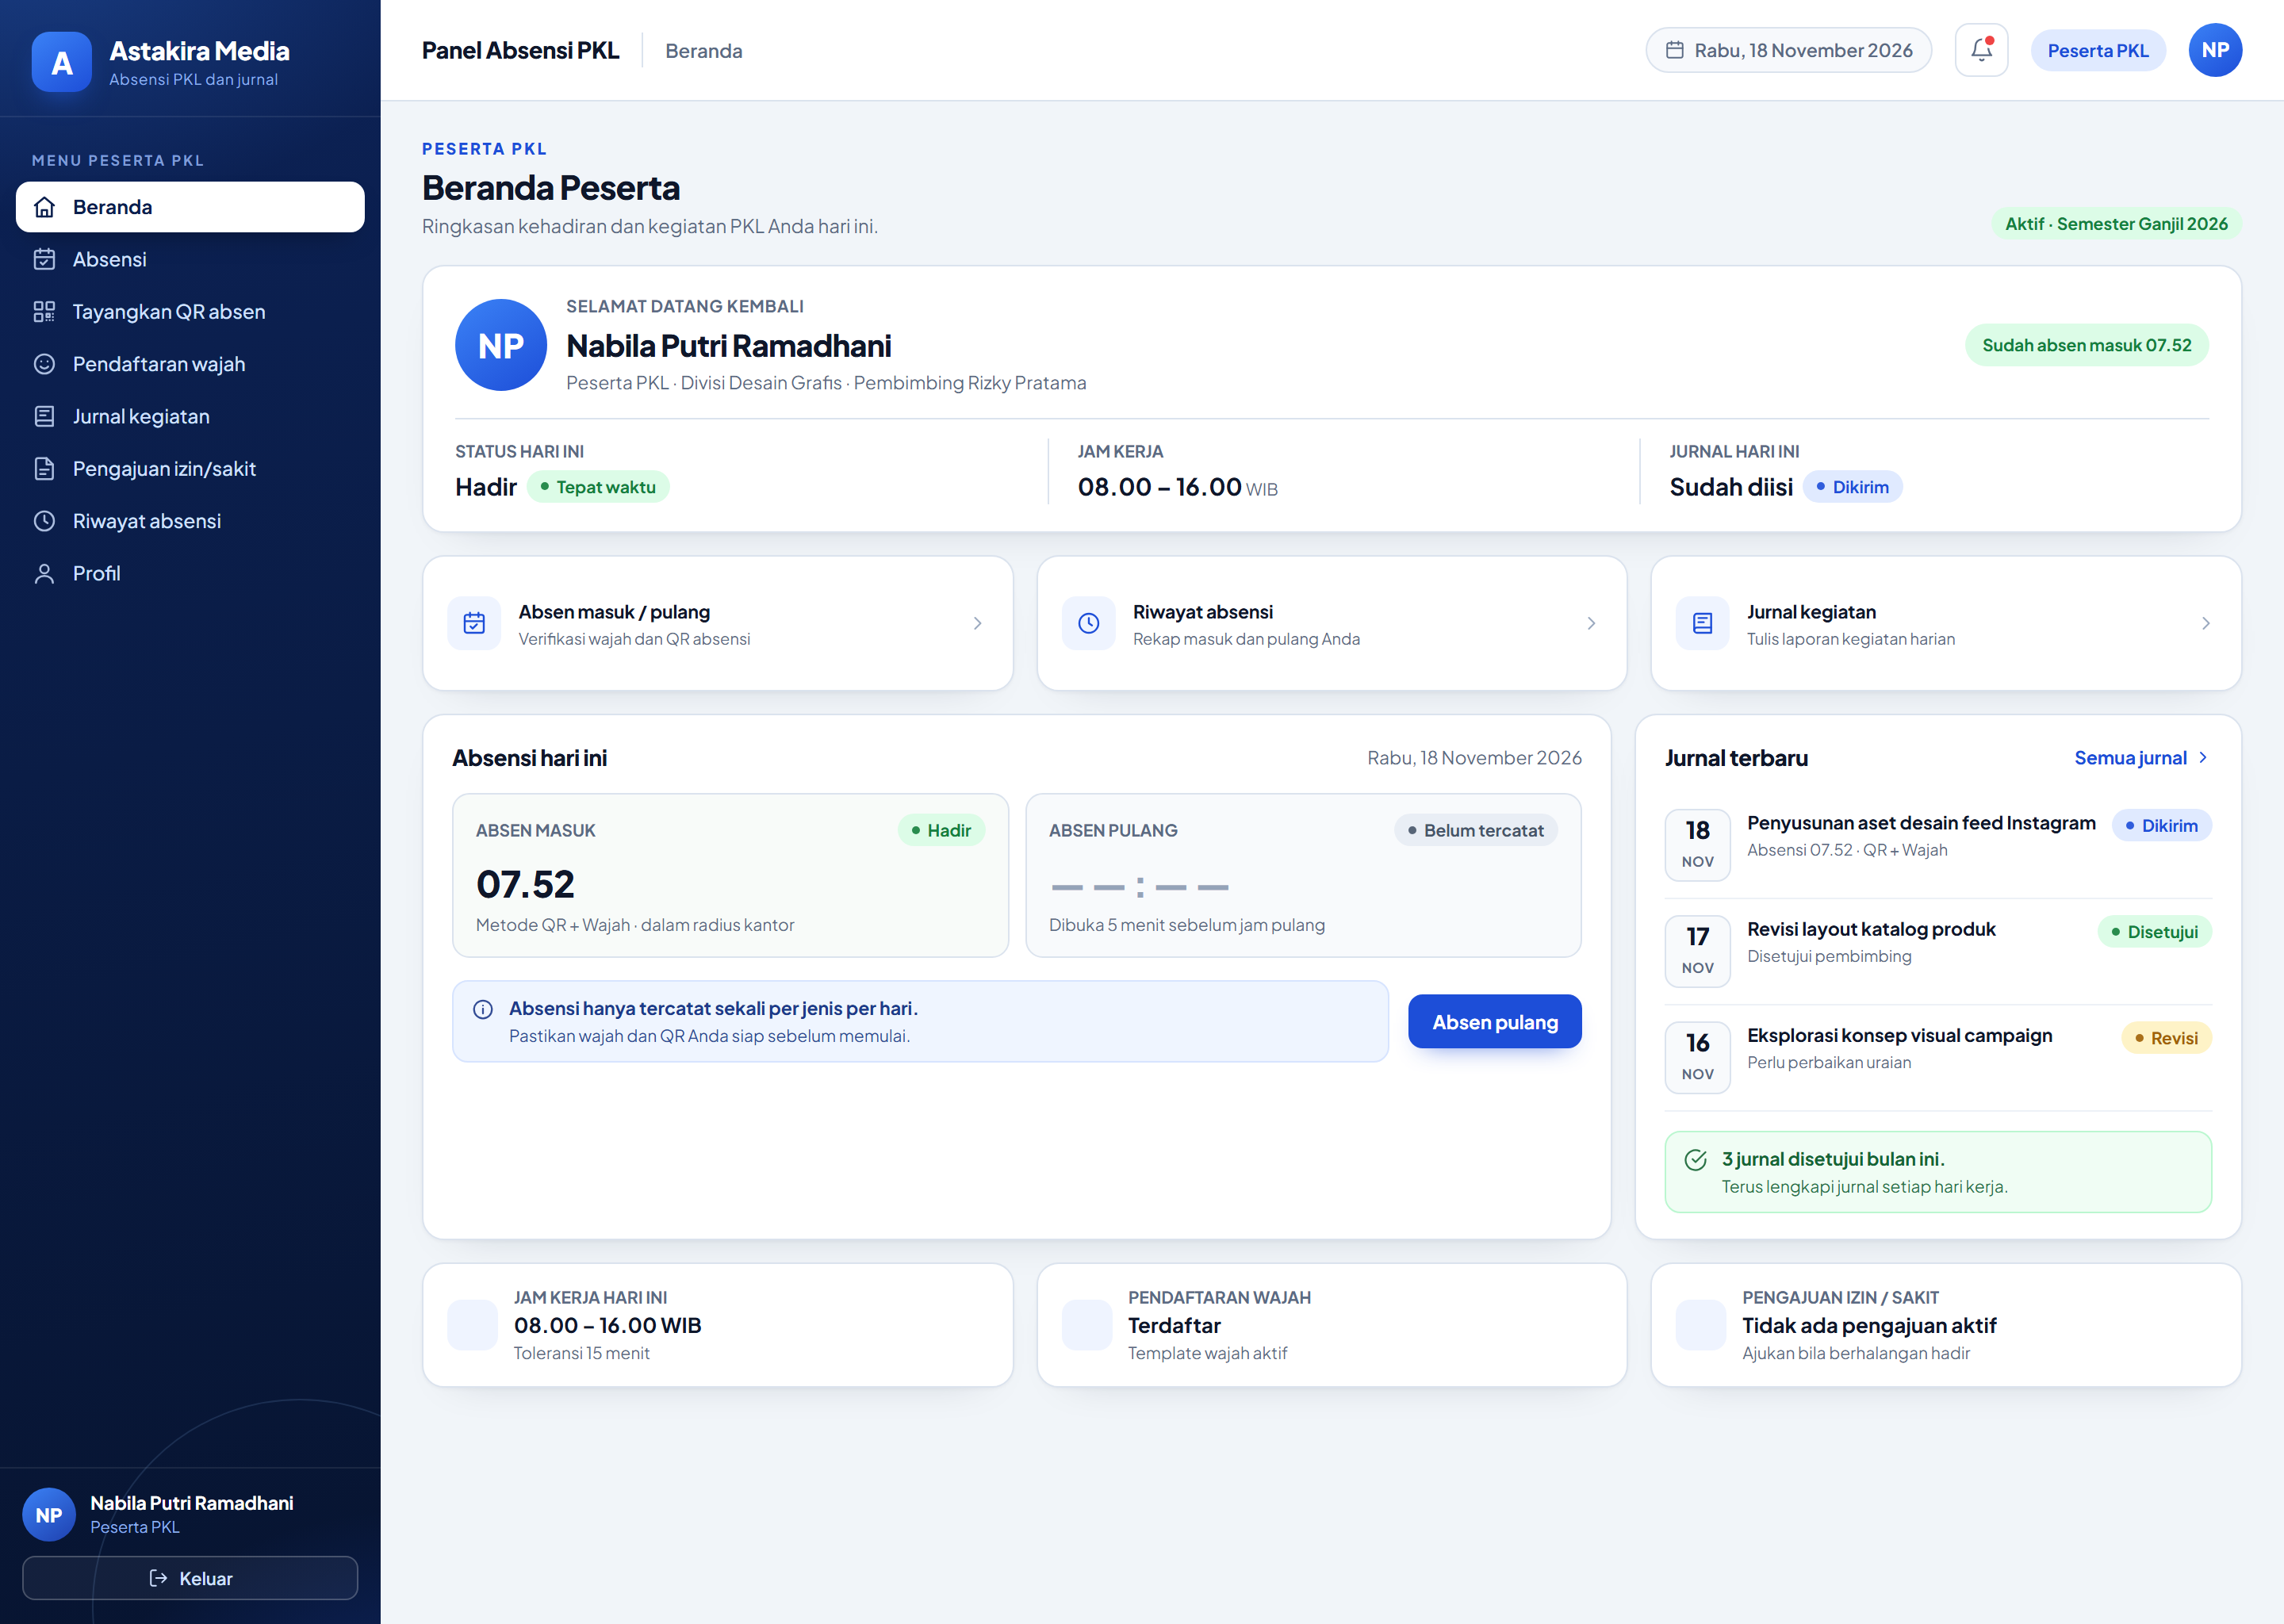 A
Astakira Media
Absensi PKL dan jurnal
MENU PESERTA PKL
Beranda
Absensi
Tayangkan QR absen
Pendaftaran wajah
Jurnal kegiatan
Pengajuan izin/sakit
Riwayat absensi
Profil
NP
Nabila Putri Ramadhani
Peserta PKL
Keluar
Panel Absensi PKL
Beranda
Rabu, 18 November 2026
Peserta PKL
NP
PESERTA PKL
Beranda Peserta
Ringkasan kehadiran dan kegiatan PKL Anda hari ini.
Aktif · Semester Ganjil 2026
NP
SELAMAT DATANG KEMBALI
Nabila Putri Ramadhani
Peserta PKL · Divisi Desain Grafis · Pembimbing Rizky Pratama
Sudah absen masuk 07.52
STATUS HARI INI
Hadir
Tepat waktu
JAM KERJA
08.00 – 16.00 WIB
JURNAL HARI INI
Sudah diisi
Dikirim
Absen masuk / pulang
Verifikasi wajah dan QR absensi
Riwayat absensi
Rekap masuk dan pulang Anda
Jurnal kegiatan
Tulis laporan kegiatan harian
Absensi hari ini
Rabu, 18 November 2026
ABSEN MASUK
Hadir
07.52
Metode QR + Wajah · dalam radius kantor
ABSEN PULANG
Belum tercatat
— — : — —
Dibuka 5 menit sebelum jam pulang
Absensi hanya tercatat sekali per jenis per hari.
Pastikan wajah dan QR Anda siap sebelum memulai.
Absen pulang
Jurnal terbaru
Semua jurnal
18
NOV
Penyusunan aset desain feed Instagram
Absensi 07.52 · QR + Wajah
Dikirim
17
NOV
Revisi layout katalog produk
Disetujui pembimbing
Disetujui
16
NOV
Eksplorasi konsep visual campaign
Perlu perbaikan uraian
Revisi
3 jurnal disetujui bulan ini.
Terus lengkapi jurnal setiap hari kerja.
JAM KERJA HARI INI
08.00 – 16.00 WIB
Toleransi 15 menit
PENDAFTARAN WAJAH
Terdaftar
Template wajah aktif
PENGAJUAN IZIN / SAKIT
Tidak ada pengajuan aktif
Ajukan bila berhalangan hadir